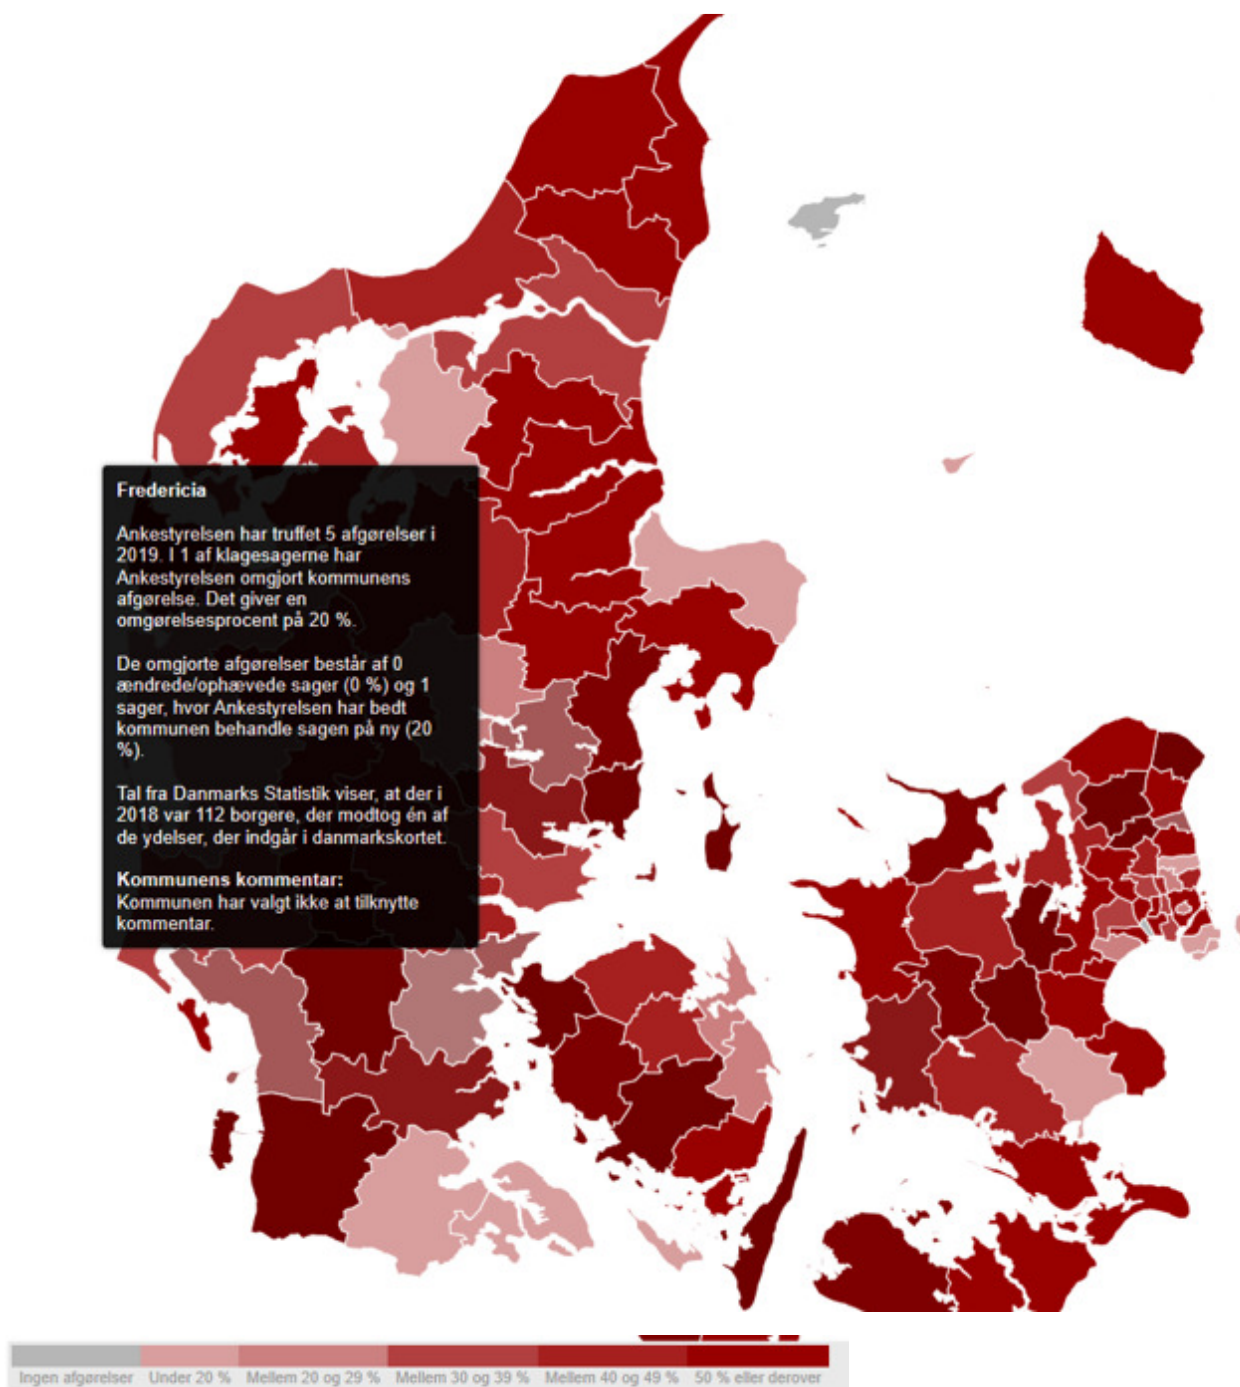 Fredericia
Ankestyrelsen har truffet 5 afgørelser i
2019. I 1 af klagesagerne har
Ankestyrelsen omgjort kommunens
afgørelse. Det giver en
omgørelsesprocent på 20 %.
De omgjorte afgørelser består af 0
ændrede/ophævede sager (0 %) og 1
sager, hvor Ankestyrelsen har bedt
kommunen behandle sagen på ny (20
%).
Tal fra Danmarks Statistik viser, at der i
2018 var 112 borgere, der modtog én af
de ydelser, der indgår i danmarkskortet.
Kommunens kommentar:
Kommunen har valgt ikke at tilknytte
kommentar.
Ingen afgørelser Under 20 % Mellem 20 og 29 % Mellem 30 og 39 % Mellem 40 og 49 % 50 % eller derover